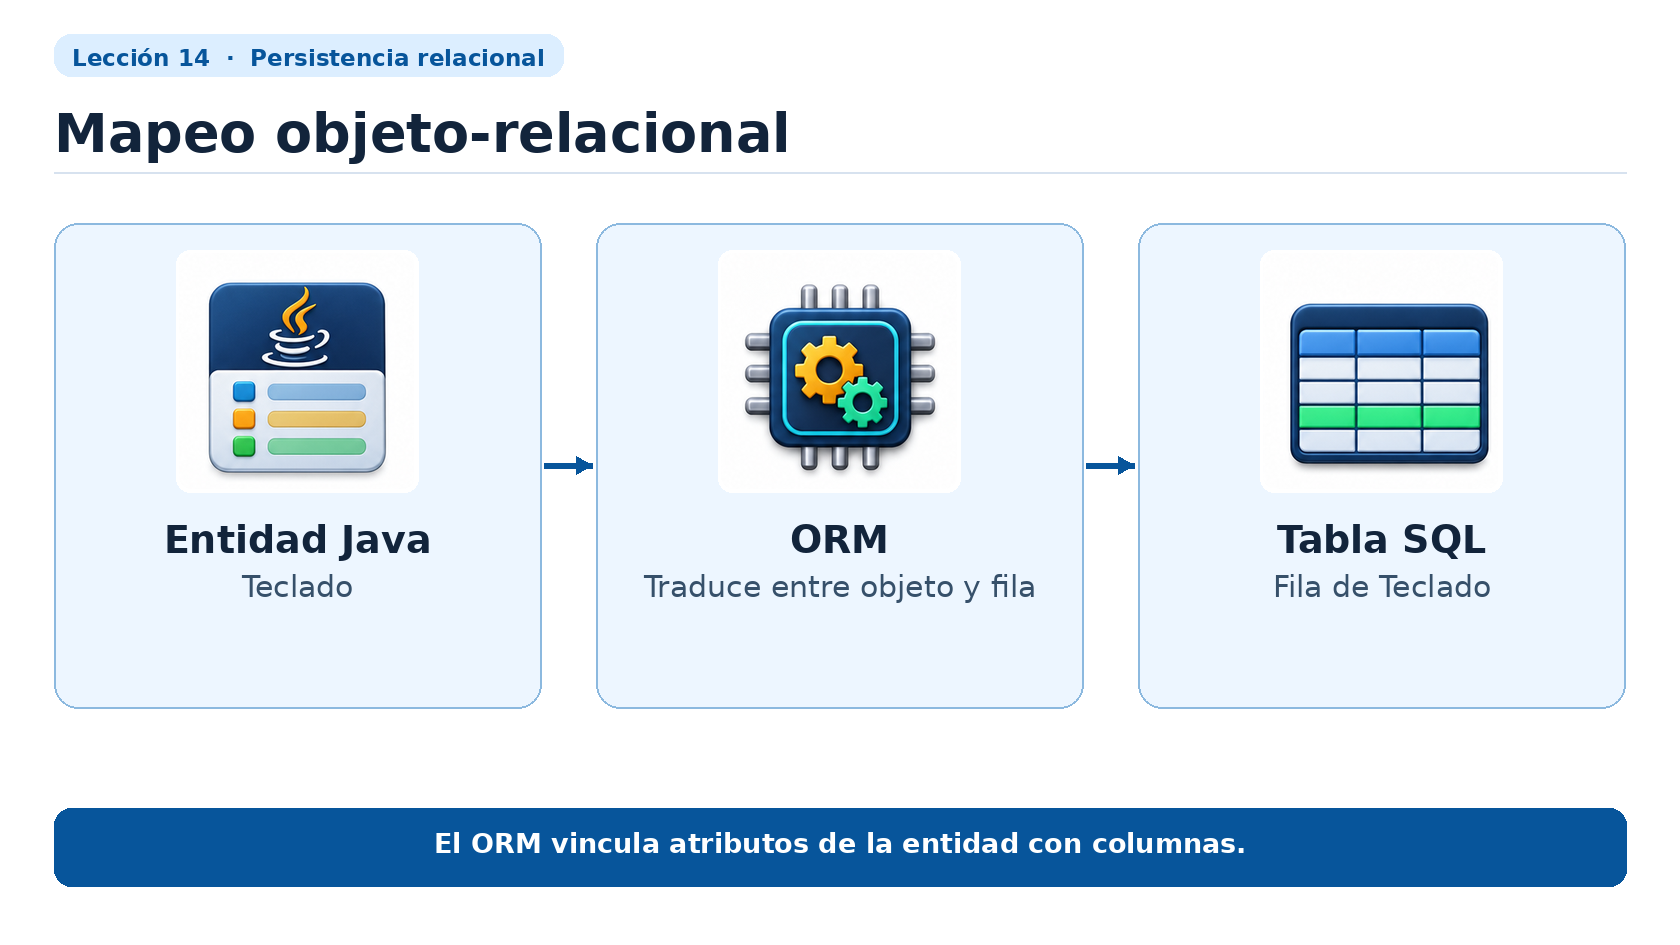 Lección 14 · Persistencia relacional
Mapeo objeto-relacional
Entidad Java
Teclado
ORM
Traduce entre objeto y fila
Tabla SQL
Fila de Teclado
El ORM vincula atributos de la entidad con columnas.